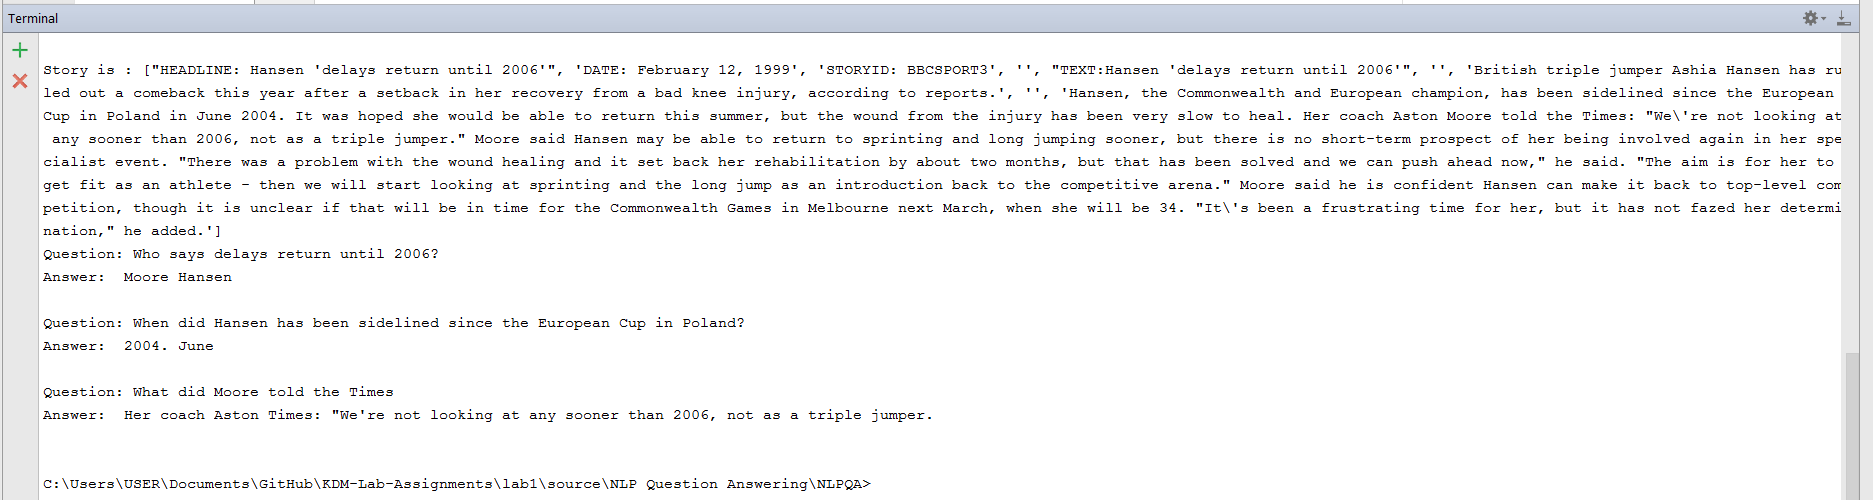 Terminal
Story is : ["HEADLINE: Hansen 'delays return until 2006'", 'DATE: February 12, 1999', 'STORYID: BBCSPORT3', '', "TEXT:Hansen 'delays return until 2006'", '', 'British triple jumper Ashia Hansen has ru
led out a comeback this year after a setback in her recovery from a bad knee injury, according to reports.', '', 'Hansen, the Commonwealth and European champion, has been sidelined since the European
Cup in Poland in June 2004. It was hoped she would be able to return this summer, but the wound from the injury has been very slow to heal. Her coach Aston Moore told the Times: "We\'re not looking at
any sooner than 2006, not as a triple jumper." Moore said Hansen may be able to return to sprinting and long jumping sooner, but there is no short-term prospect of her being involved again in her spe
cialist event. "There was a problem with the wound healing and it set back her rehabilitation by about two months, but that has been solved and we can push ahead now," he said. "The aim is for her to
get fit as an athlete - then we will start looking at sprinting and the long jump as an introduction back to the competitive arena." Moore said he is confident Hansen can make it back to top-level com
petition, though it is unclear if that will be in time for the Commonwealth Games in Melbourne next March, when she will be 34. "It\'s been a frustrating time for her, but it has not fazed her determi
nation," he added.']
Question: Who says delays return until 2006?
Answer:  Moore Hansen
Question: When did Hansen has been sidelined since the European Cup in Poland?
Answer:  2004. June
Question: What did Moore told the Times
Answer:  Her coach Aston Times: "We're not looking at any sooner than 2006, not as a triple jumper.
C:\Users\USER\Documents\GitHub\KDM-Lab-Assignments\lab1\source\NLP Question Answering\NLPQA>